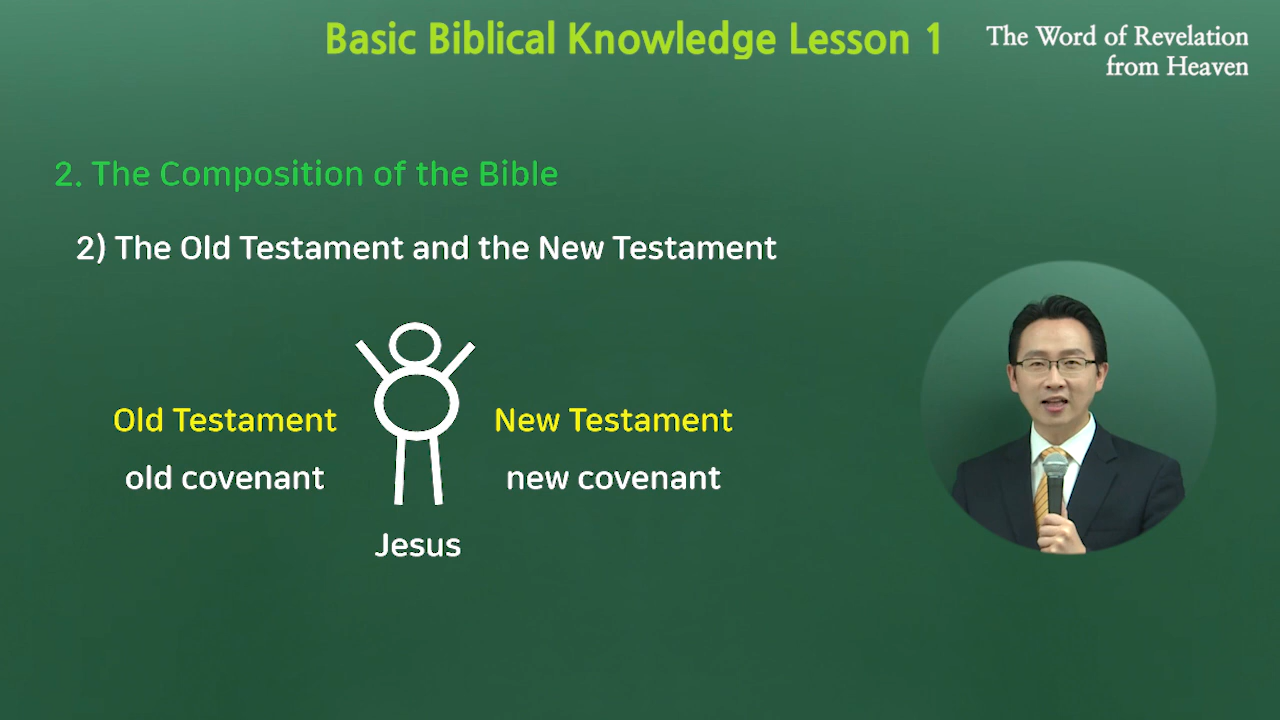 Basic Biblical Knowledge Lesson 1
The Word of Revelation
from Heaven
2. The Composition of the Bible
2) The Old Testament and the New Testament
Old Testament
New Testament
old covenant
new covenant
Jesus